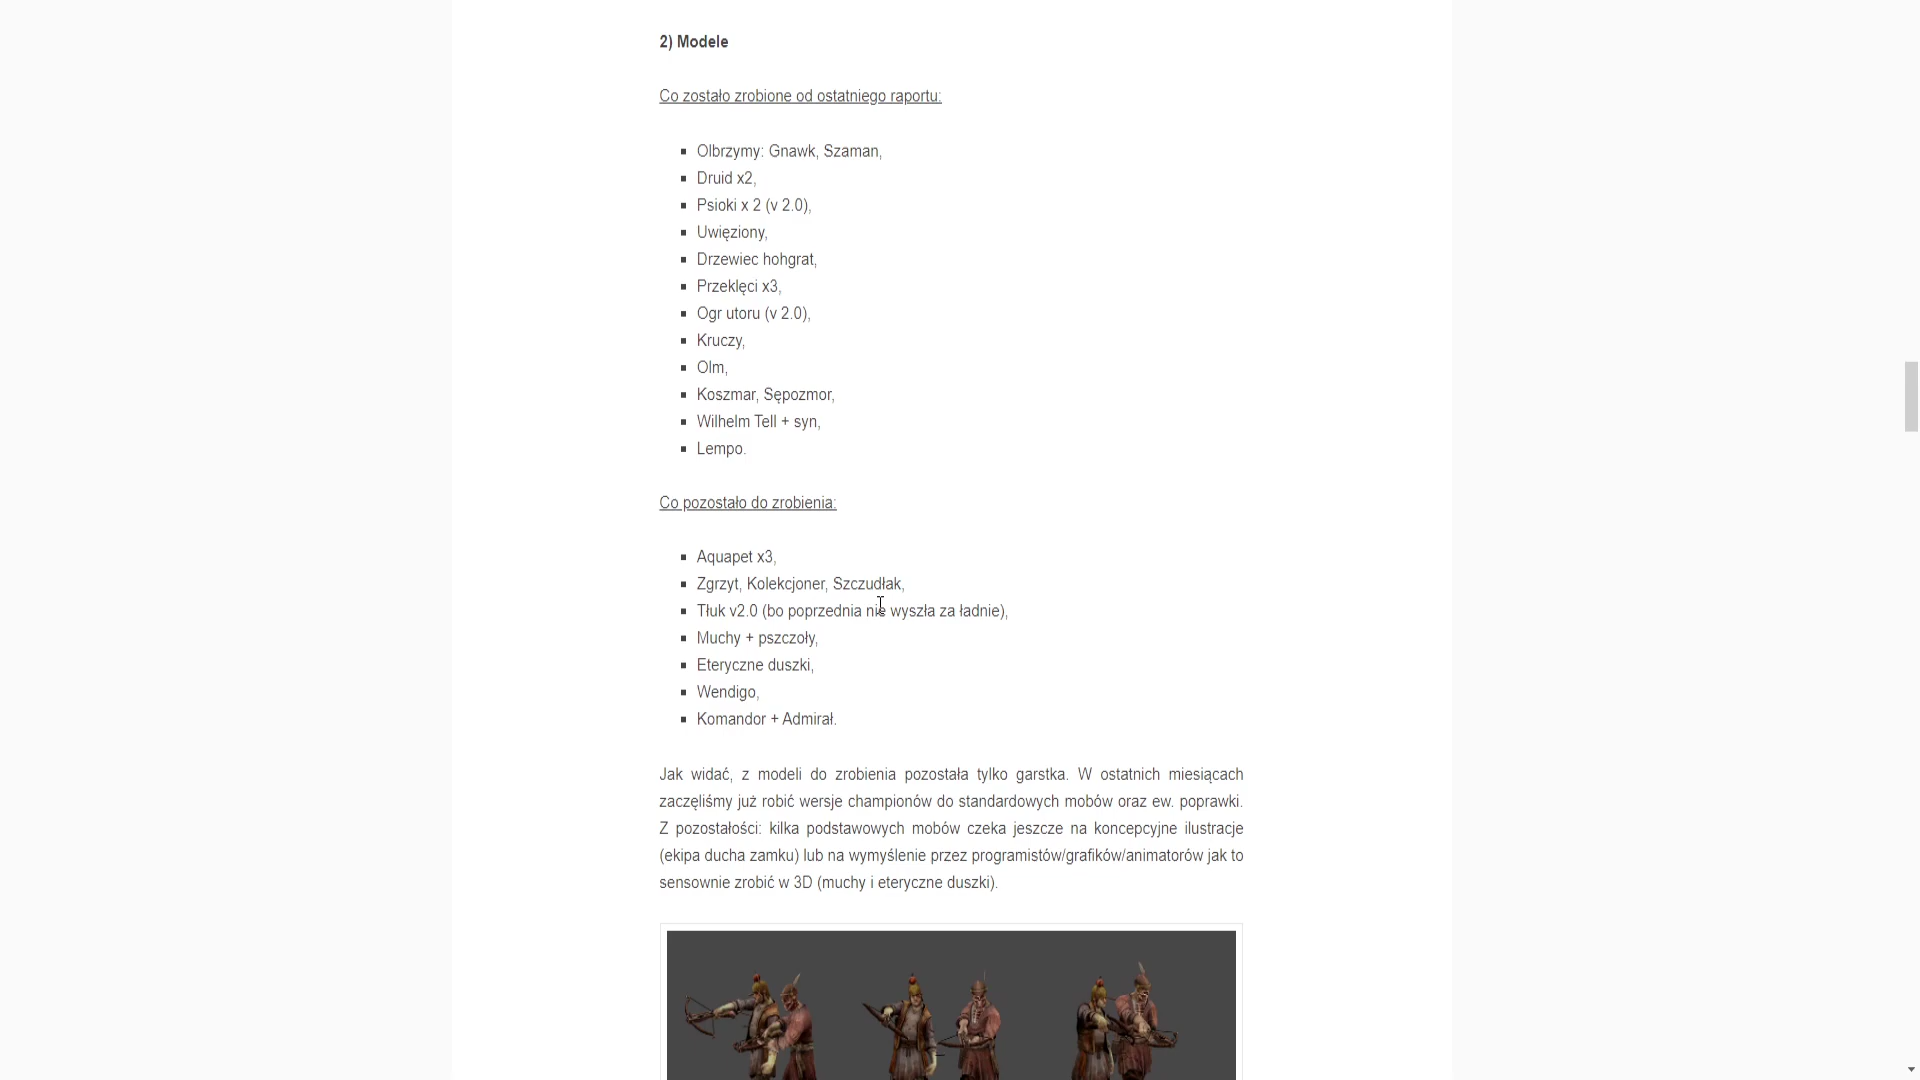 2) Modele
Co zostało zrobione od ostatniego raportu:
▪ Olbrzymy: Gnawk, Szaman,
▪ Druid x2,
▪ Psioki x 2 (v 2.0),
▪ Uwięziony,
▪ Drzewiec hohgrat,
▪ Przeklęci x3,
▪ Ogr utoru (v 2.0),
▪ Kruczy,
▪ Olm,
▪ Koszmar, Sępozmor,
▪ Wilhelm Tell + syn,
▪ Lempo.
Co pozostało do zrobienia:
▪ Aquapet x3,
▪ Zgrzyt, Kolekcjoner, Szczudłak,
▪ Tłuk v2.0 (bo poprzednia nie wyszła za ładnie),
▪ Muchy + pszczoły,
▪ Eteryczne duszki,
▪ Wendigo,
▪ Komandor + Admirał.
Jak widać, z modeli do zrobienia pozostała tylko garstka. W ostatnich miesiącach
zaczęliśmy już robić wersje championów do standardowych mobów oraz ew. poprawki.
Z pozostałości: kilka podstawowych mobów czeka jeszcze na koncepcyjne ilustracje
(ekipa ducha zamku) lub na wymyślenie przez programistów/grafików/animatorów jak to
sensownie zrobić w 3D (muchy i eteryczne duszki).